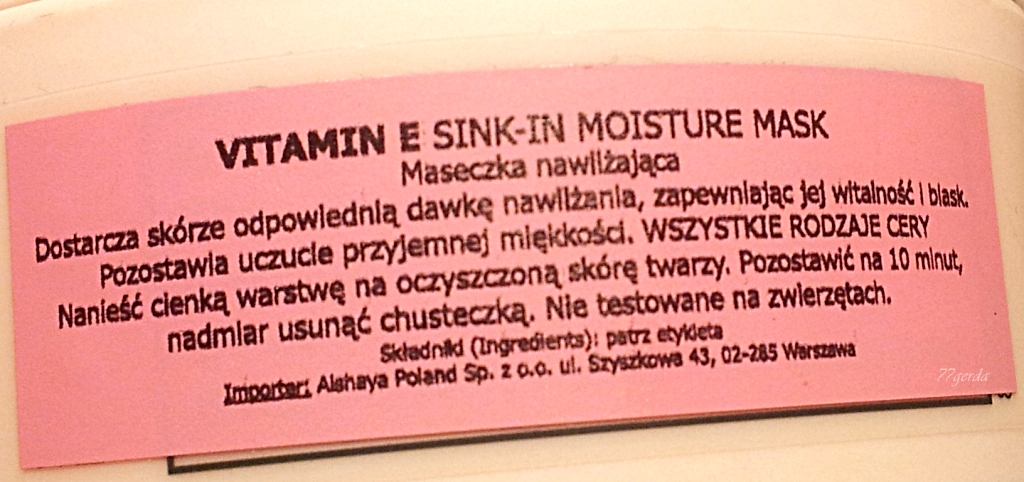 VITAMIN E SINK-IN MOISTURE MASK
Maseczka nawilżająca
Dostarcza skórze odpowiednią dawkę nawilżania, zapewniając jej witalność i blask.
Pozostawia uczucie przyjemnej miękkości. WSZYSTKIE RODZAJE CERY
Nanieść cienką warstwę na oczyszczoną skórę twarzy. Pozostawić na 10 minut,
nadmiar usunąć chusteczką. Nie testowane na zwierzętach.
Składniki (Ingredients): patrz etykieta
Importer: Alshaya Poland Sp. z o.o. ul. Szyszkowa 43, 02-285 Warszawa
77gerda